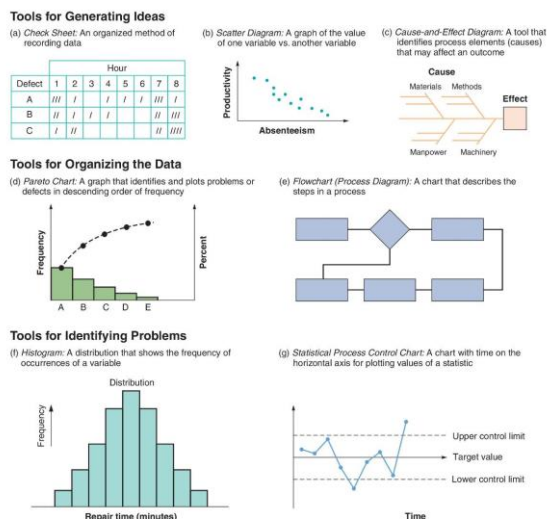 Tools for Generating Ideas
(a) Check Sheet: An organized method of
recording data
Hour
Defect 1 2 3 4 5 6 7 8
A /// / / / / /// /
B // / / / // ///
C / // // ////
(b) Scatter Diagram: A graph of the value
of one variable vs. another variable
Productivity
Absenteeism
(c) Cause-and-Effect Diagram: A tool that
identifies process elements (causes)
that may affect an outcome
Cause
Materials Methods
Effect
Manpower Machinery
Tools for Organizing the Data
(d) Pareto Chart: A graph that identifies and plots problems or
defects in descending order of frequency
Frequency
Percent
A B C D E
(e) Flowchart (Process Diagram): A chart that describes the
steps in a process
Tools for Identifying Problems
(f) Histogram: A distribution that shows the frequency of
occurrences of a variable
Distribution
Frequency
Repair time (minutes)
(g) Statistical Process Control Chart: A chart with time on the
horizontal axis for plotting values of a statistic
Upper control limit
Target value
Lower control limit
Time